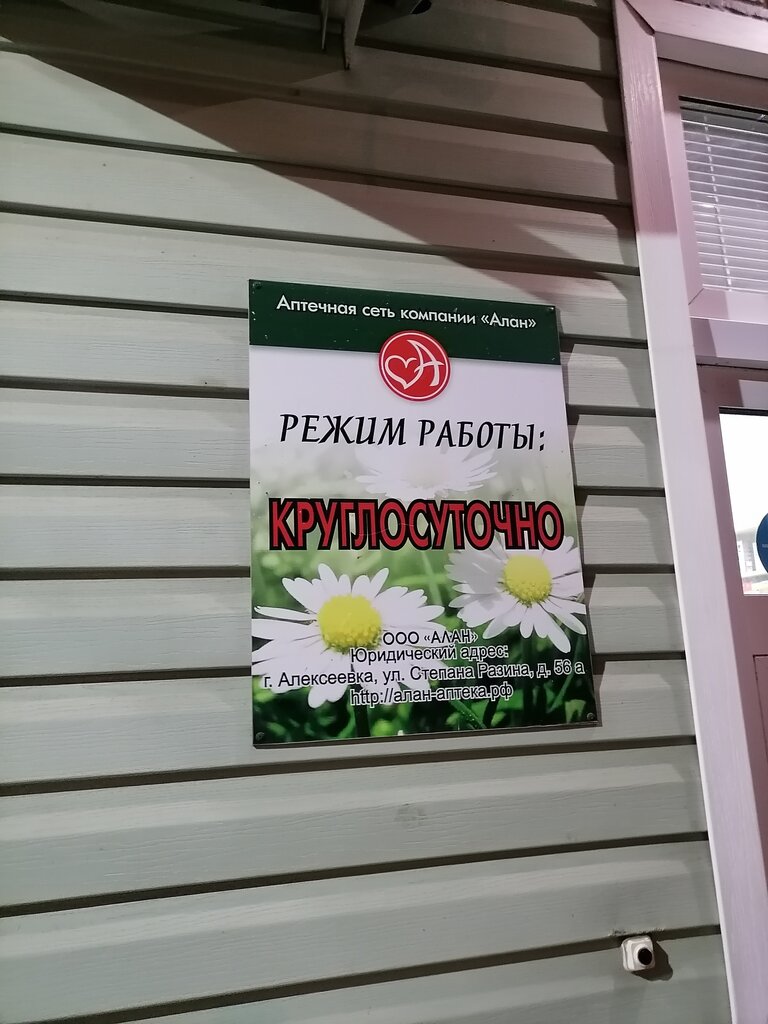 Аптечная сеть компании «Алан»
РЕЖИМ РАБОТЫ:
КРУГЛОСУТОЧНО
ООО «АЛАН»
Юридический адрес:
г. Алексеевка, ул. Степана Разина, д. 56 а
http://алан-аптека.рф